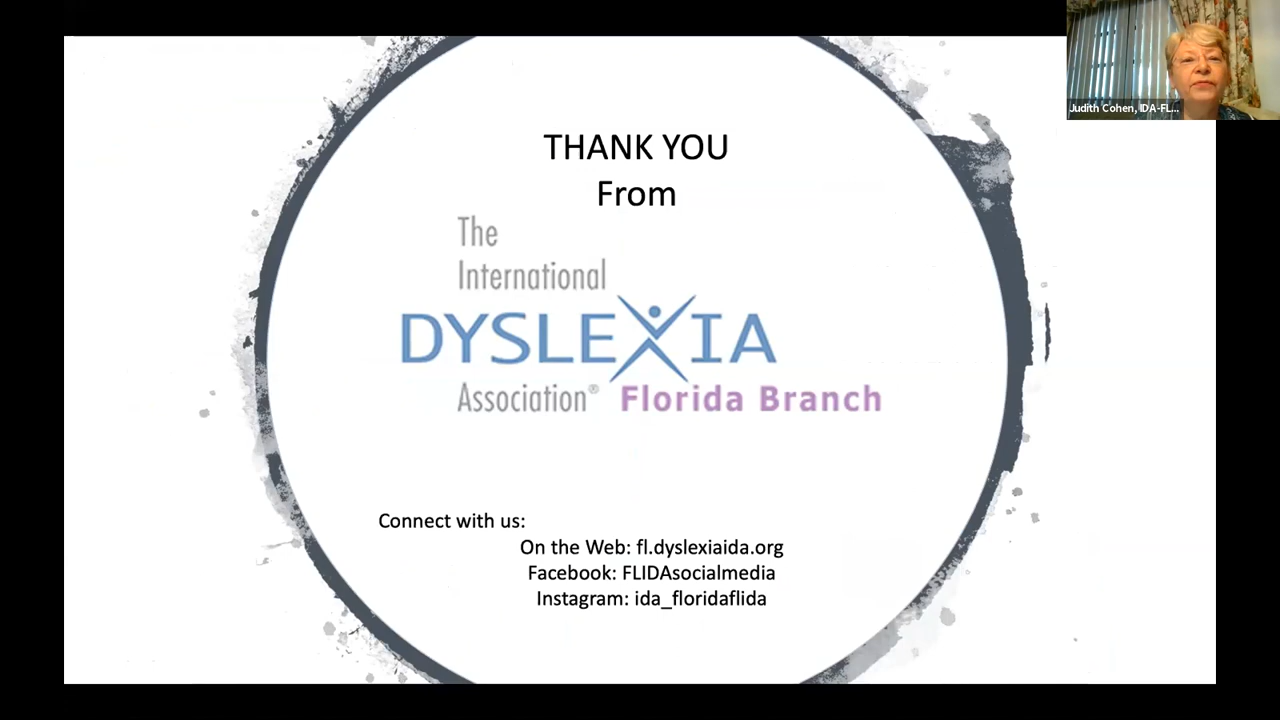 Judith Cohen, IDA-FL...
THANK YOU
From
The
International
DYSLEXIA
Association® Florida Branch
Connect with us:
On the Web: fl.dyslexiaida.org
Facebook: FLIDAsocialmedia
Instagram: ida_floridaflida